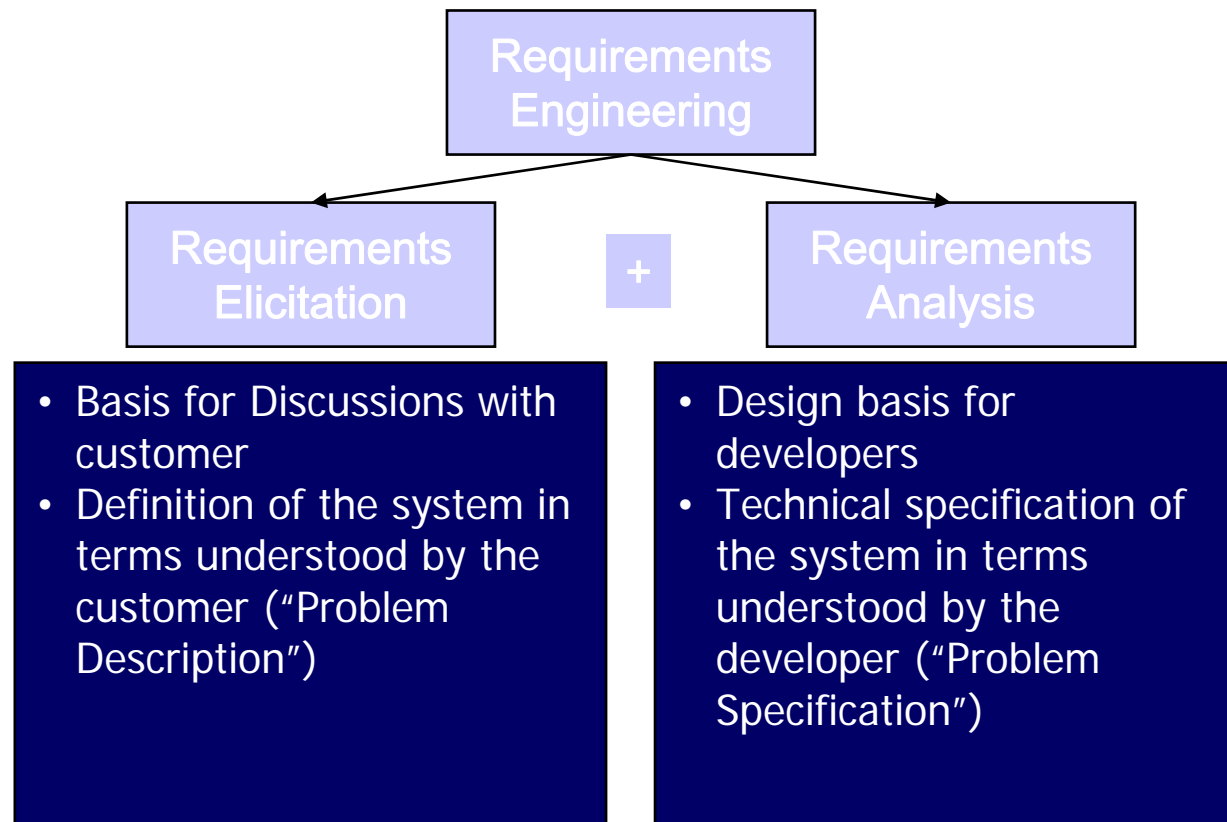 Requirements
Engineering
Requirements
Elicitation
+
Requirements
Analysis
• Basis for Discussions with
customer
• Definition of the system in
terms understood by the
customer (“Problem
Description”)
• Design basis for
developers
• Technical specification of
the system in terms
understood by the
developer (“Problem
Specification”)